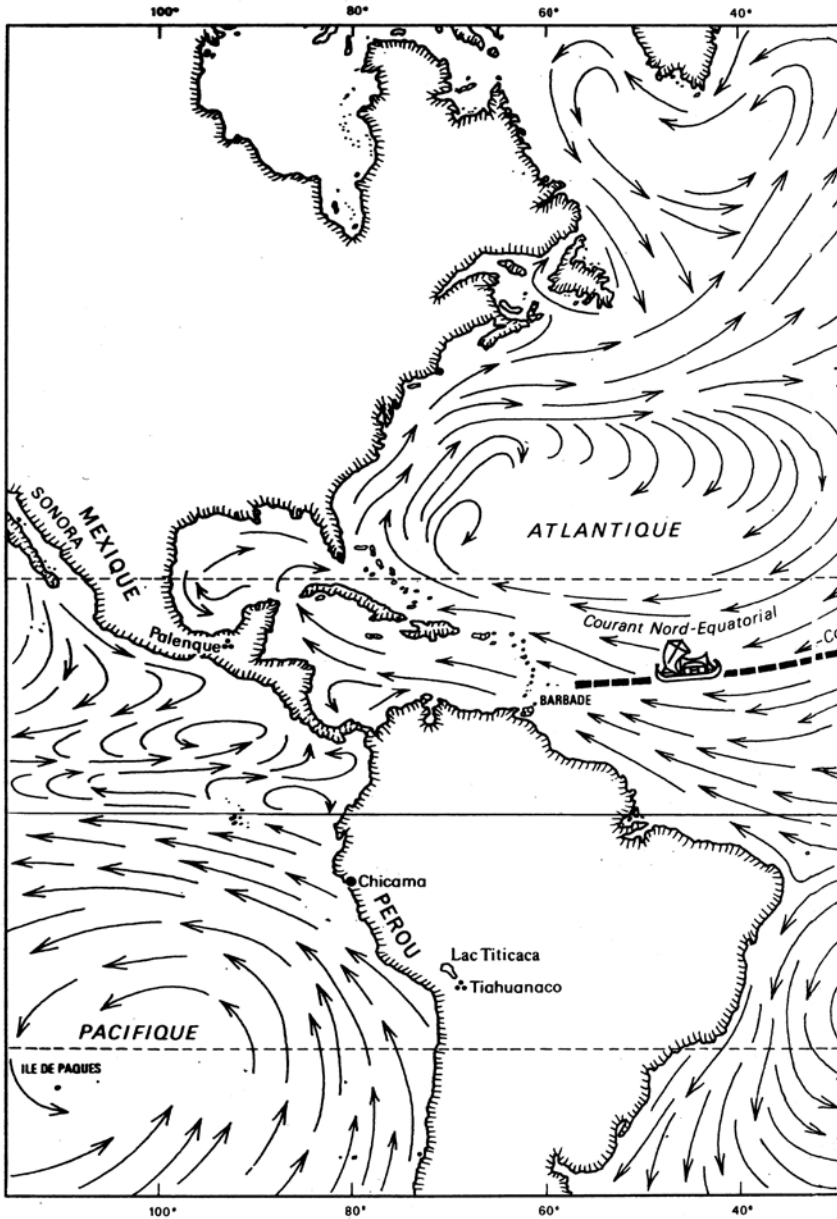 100° 80° 60° 40°
SONORA
MEXIQUE
ATLANTIQUE
Palenque
Courant Nord-Equatorial
BARBADE
Chicama
PEROU
Lac Titicaca
Tiahuanaco
PACIFIQUE
ILE DE PAQUES
100° 80° 60° 40°